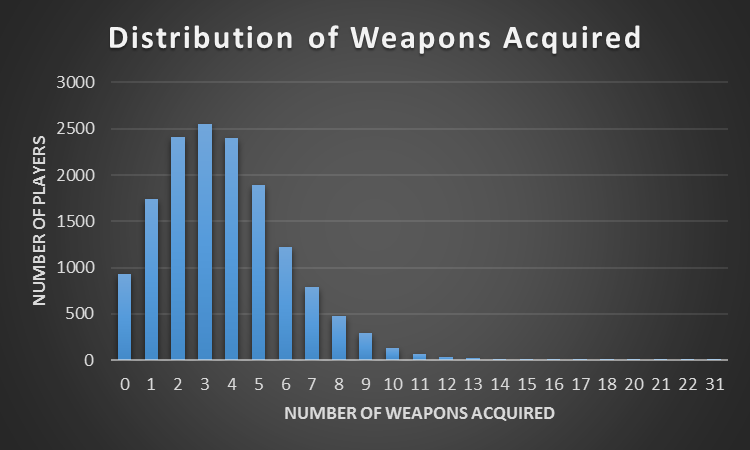 Distribution of Weapons Acquired
3000
2500
2000
1500
1000
500
0
NUMBER OF PLAYERS
0 1 2 3 4 5 6 7 8 9 10 11 12 13 14 15 16 17 18 20 21 22 31
NUMBER OF WEAPONS ACQUIRED